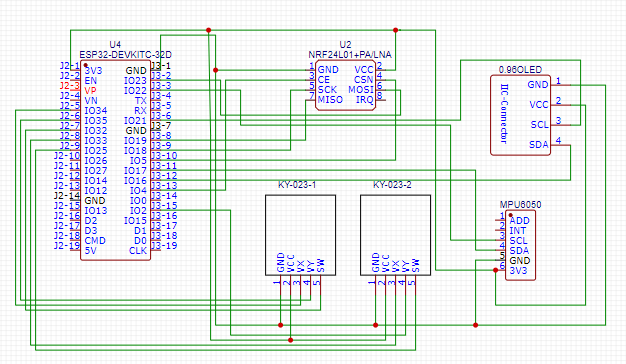 U4
ESP32-DEVKITC-32D
J2-1 3V3 GND J3-1
J2-2 EN IO23 J3-2
J2-3 VP IO22 J3-3
J2-4 VN TX J3-4
J2-5 IO34 RX J3-5
J2-6 IO35 IO21 J3-6
J2-7 IO32 GND J3-7
J2-8 IO33 IO19 J3-8
J2-9 IO25 IO18 J3-9
J2-10 IO26 IO5 J3-10
J2-11 IO27 IO17 J3-11
J2-12 IO14 IO16 J3-12
J2-13 IO12 IO4 J3-13
J2-14 GND IO0 J3-14
J2-15 IO13 IO2 J3-15
J2-16 D2 IO15 J3-16
J2-17 D3 D1 J3-17
J2-18 CMD D0 J3-18
J2-19 5V CLK J3-19
U2
NRF24L01+PA/LNA
1 GND VCC 2
3 CE CSN 4
5 SCK MOSI 6
7 MISO IRQ 8
0.96OLED
IIC-Connector
GND 1
VCC 2
SCL 3
SDA 4
KY-023-1
GND VCC VX VY SW
1 2 3 4 5
KY-023-2
GND VCC VX VY SW
1 2 3 4 5
MPU6050
1 ADD
2 INT
3 SCL
4 SDA
5 GND
6 3V3